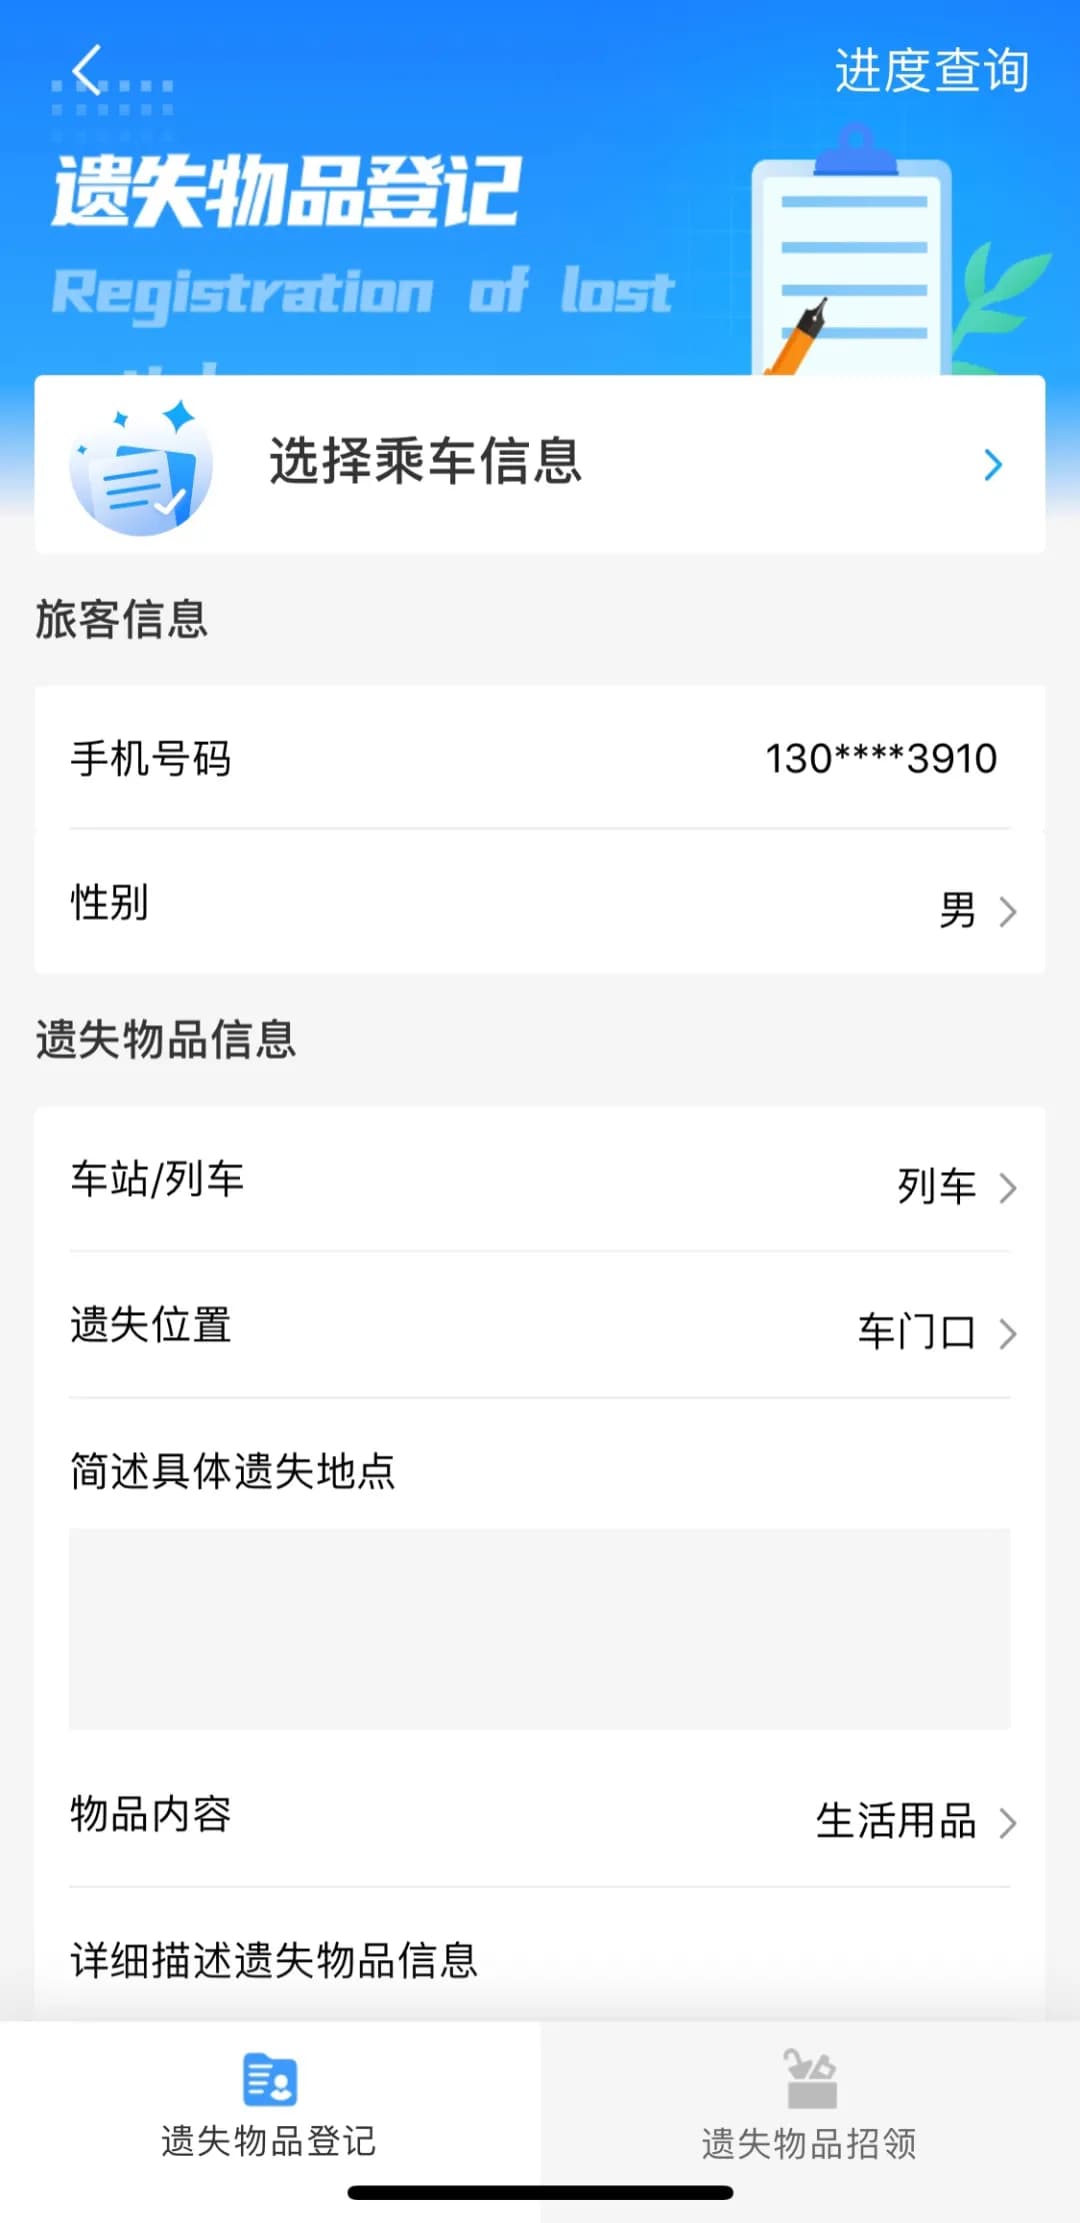 进度查询
遗失物品登记
Registration of lost
选择乘车信息
旅客信息
手机号码 130****3910
性别 男
遗失物品信息
车站/列车 列车
遗失位置 车门口
简述具体遗失地点
物品内容 生活用品
详细描述遗失物品信息
遗失物品登记 遗失物品招领